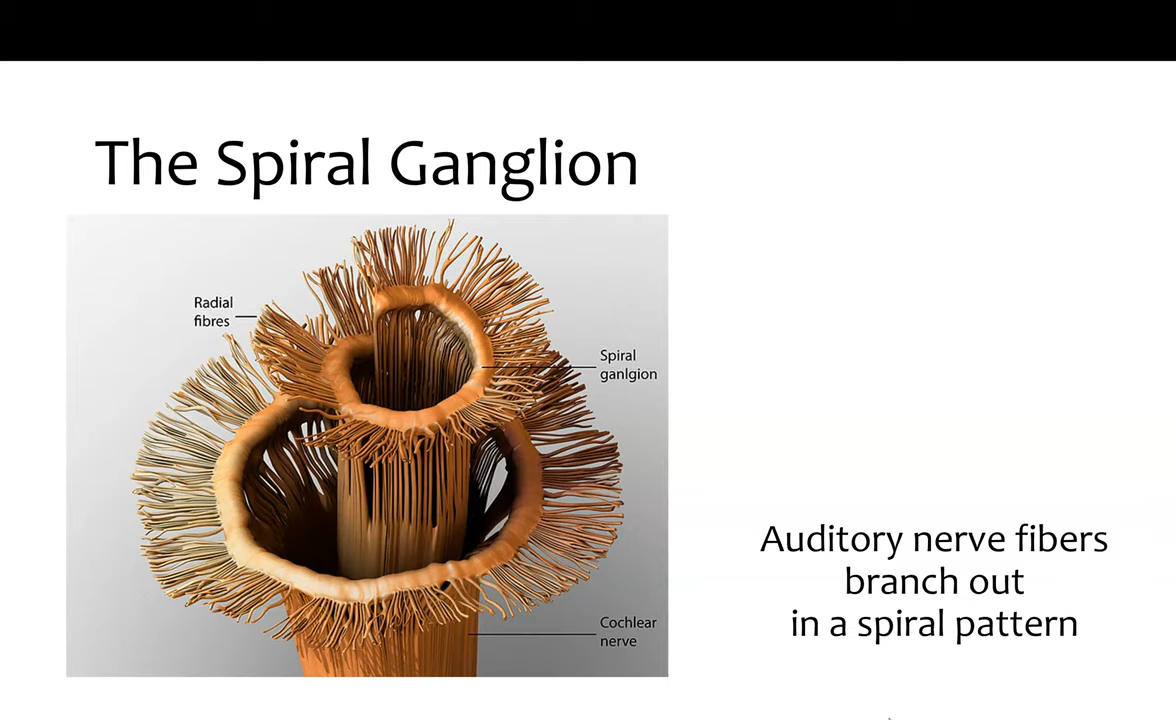 The Spiral Ganglion
Radial
fibres
Spiral
ganlgion
Cochlear
nerve
Auditory nerve fibers
branch out
in a spiral pattern